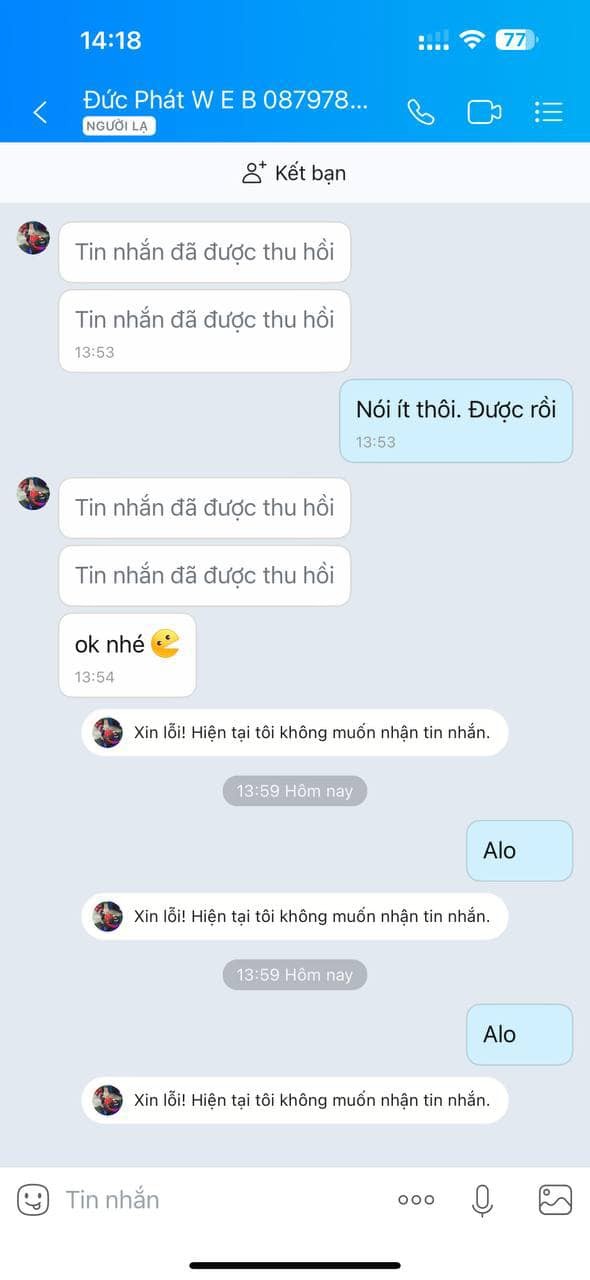 14:18
77
Đức Phát W E B 087978...
NGƯỜI LẠ
Kết bạn
Tin nhắn đã được thu hồi
Tin nhắn đã được thu hồi
13:53
Nói ít thôi. Được rồi
13:53
Tin nhắn đã được thu hồi
Tin nhắn đã được thu hồi
ok nhé
13:54
Xin lỗi! Hiện tại tôi không muốn nhận tin nhắn.
13:59 Hôm nay
Alo
Xin lỗi! Hiện tại tôi không muốn nhận tin nhắn.
13:59 Hôm nay
Alo
Xin lỗi! Hiện tại tôi không muốn nhận tin nhắn.
Tin nhắn